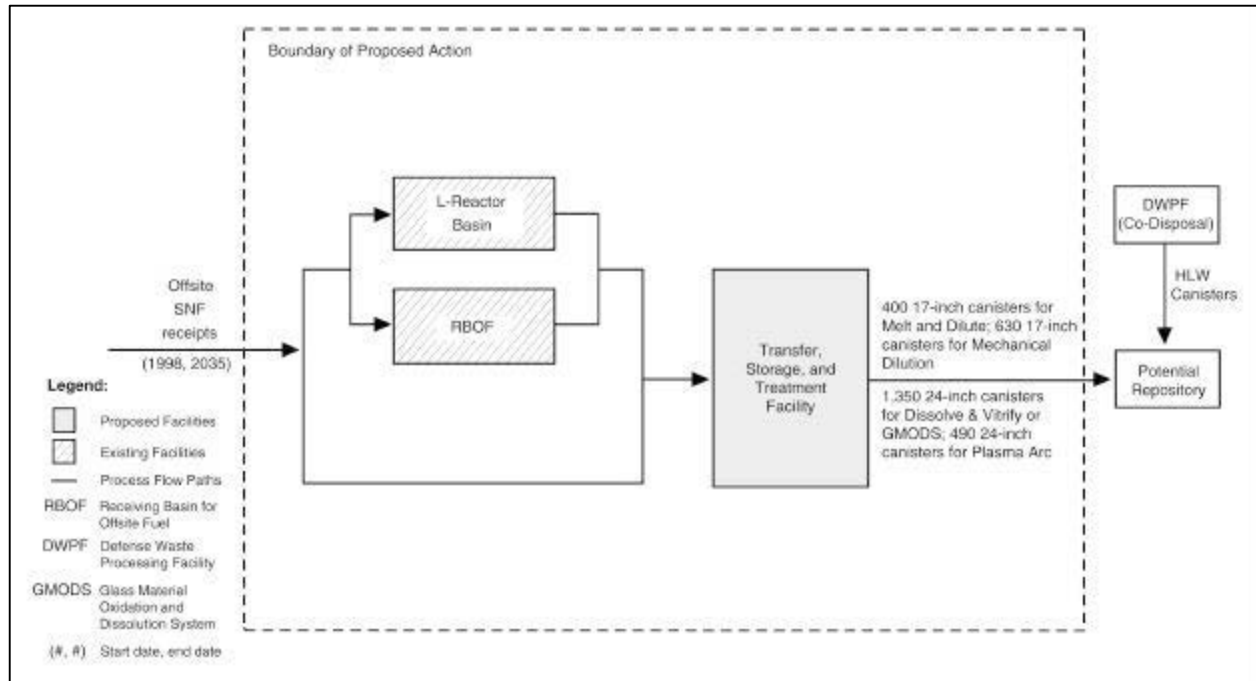 Boundary of Proposed Action
L-Reactor
Basin
RBOF
Offsite
SNF
receipts
(1998, 2035)
Transfer,
Storage, and
Treatment
Facility
400 17-inch canisters for
Melt and Dilute; 630 17-inch
canisters for Mechanical
Dilution
1,350 24-inch canisters
for Dissolve & Vitrify or
GMODS; 490 24-inch
canisters for Plasma Arc
DWPF
(Co-Disposal)
HLW
Canisters
Potential
Repository
Legend:
Proposed Facilities
Existing Facilities
Process Flow Paths
RBOF Receiving Basin for
Offsite Fuel
DWPF Defense Waste
Processing Facility
GMODS Glass Material
Oxidation and
Dissolution System
(#, #) Start date, end date